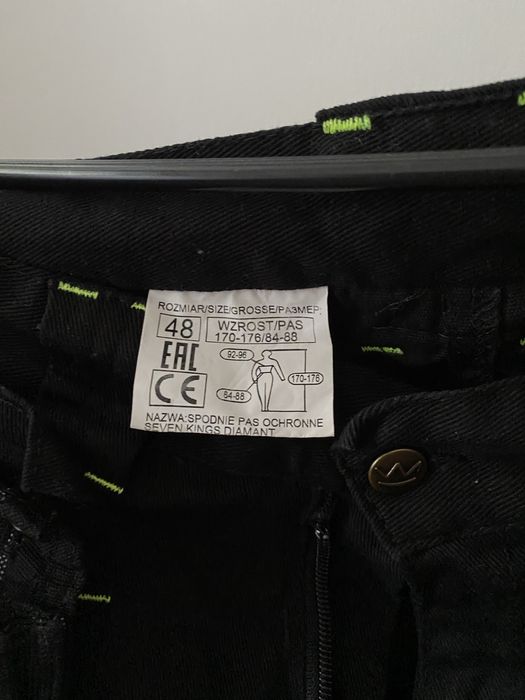 ROZMIAR/SIZE/GROSSE/РАЗМЕР:
48
WZROST/PAS
170-176/84-88
EAC
CE
92-96
170-176
84-88
NAZWA:SPODNIE PAS OCHRONNE
SEVEN KINGS DIAMANT